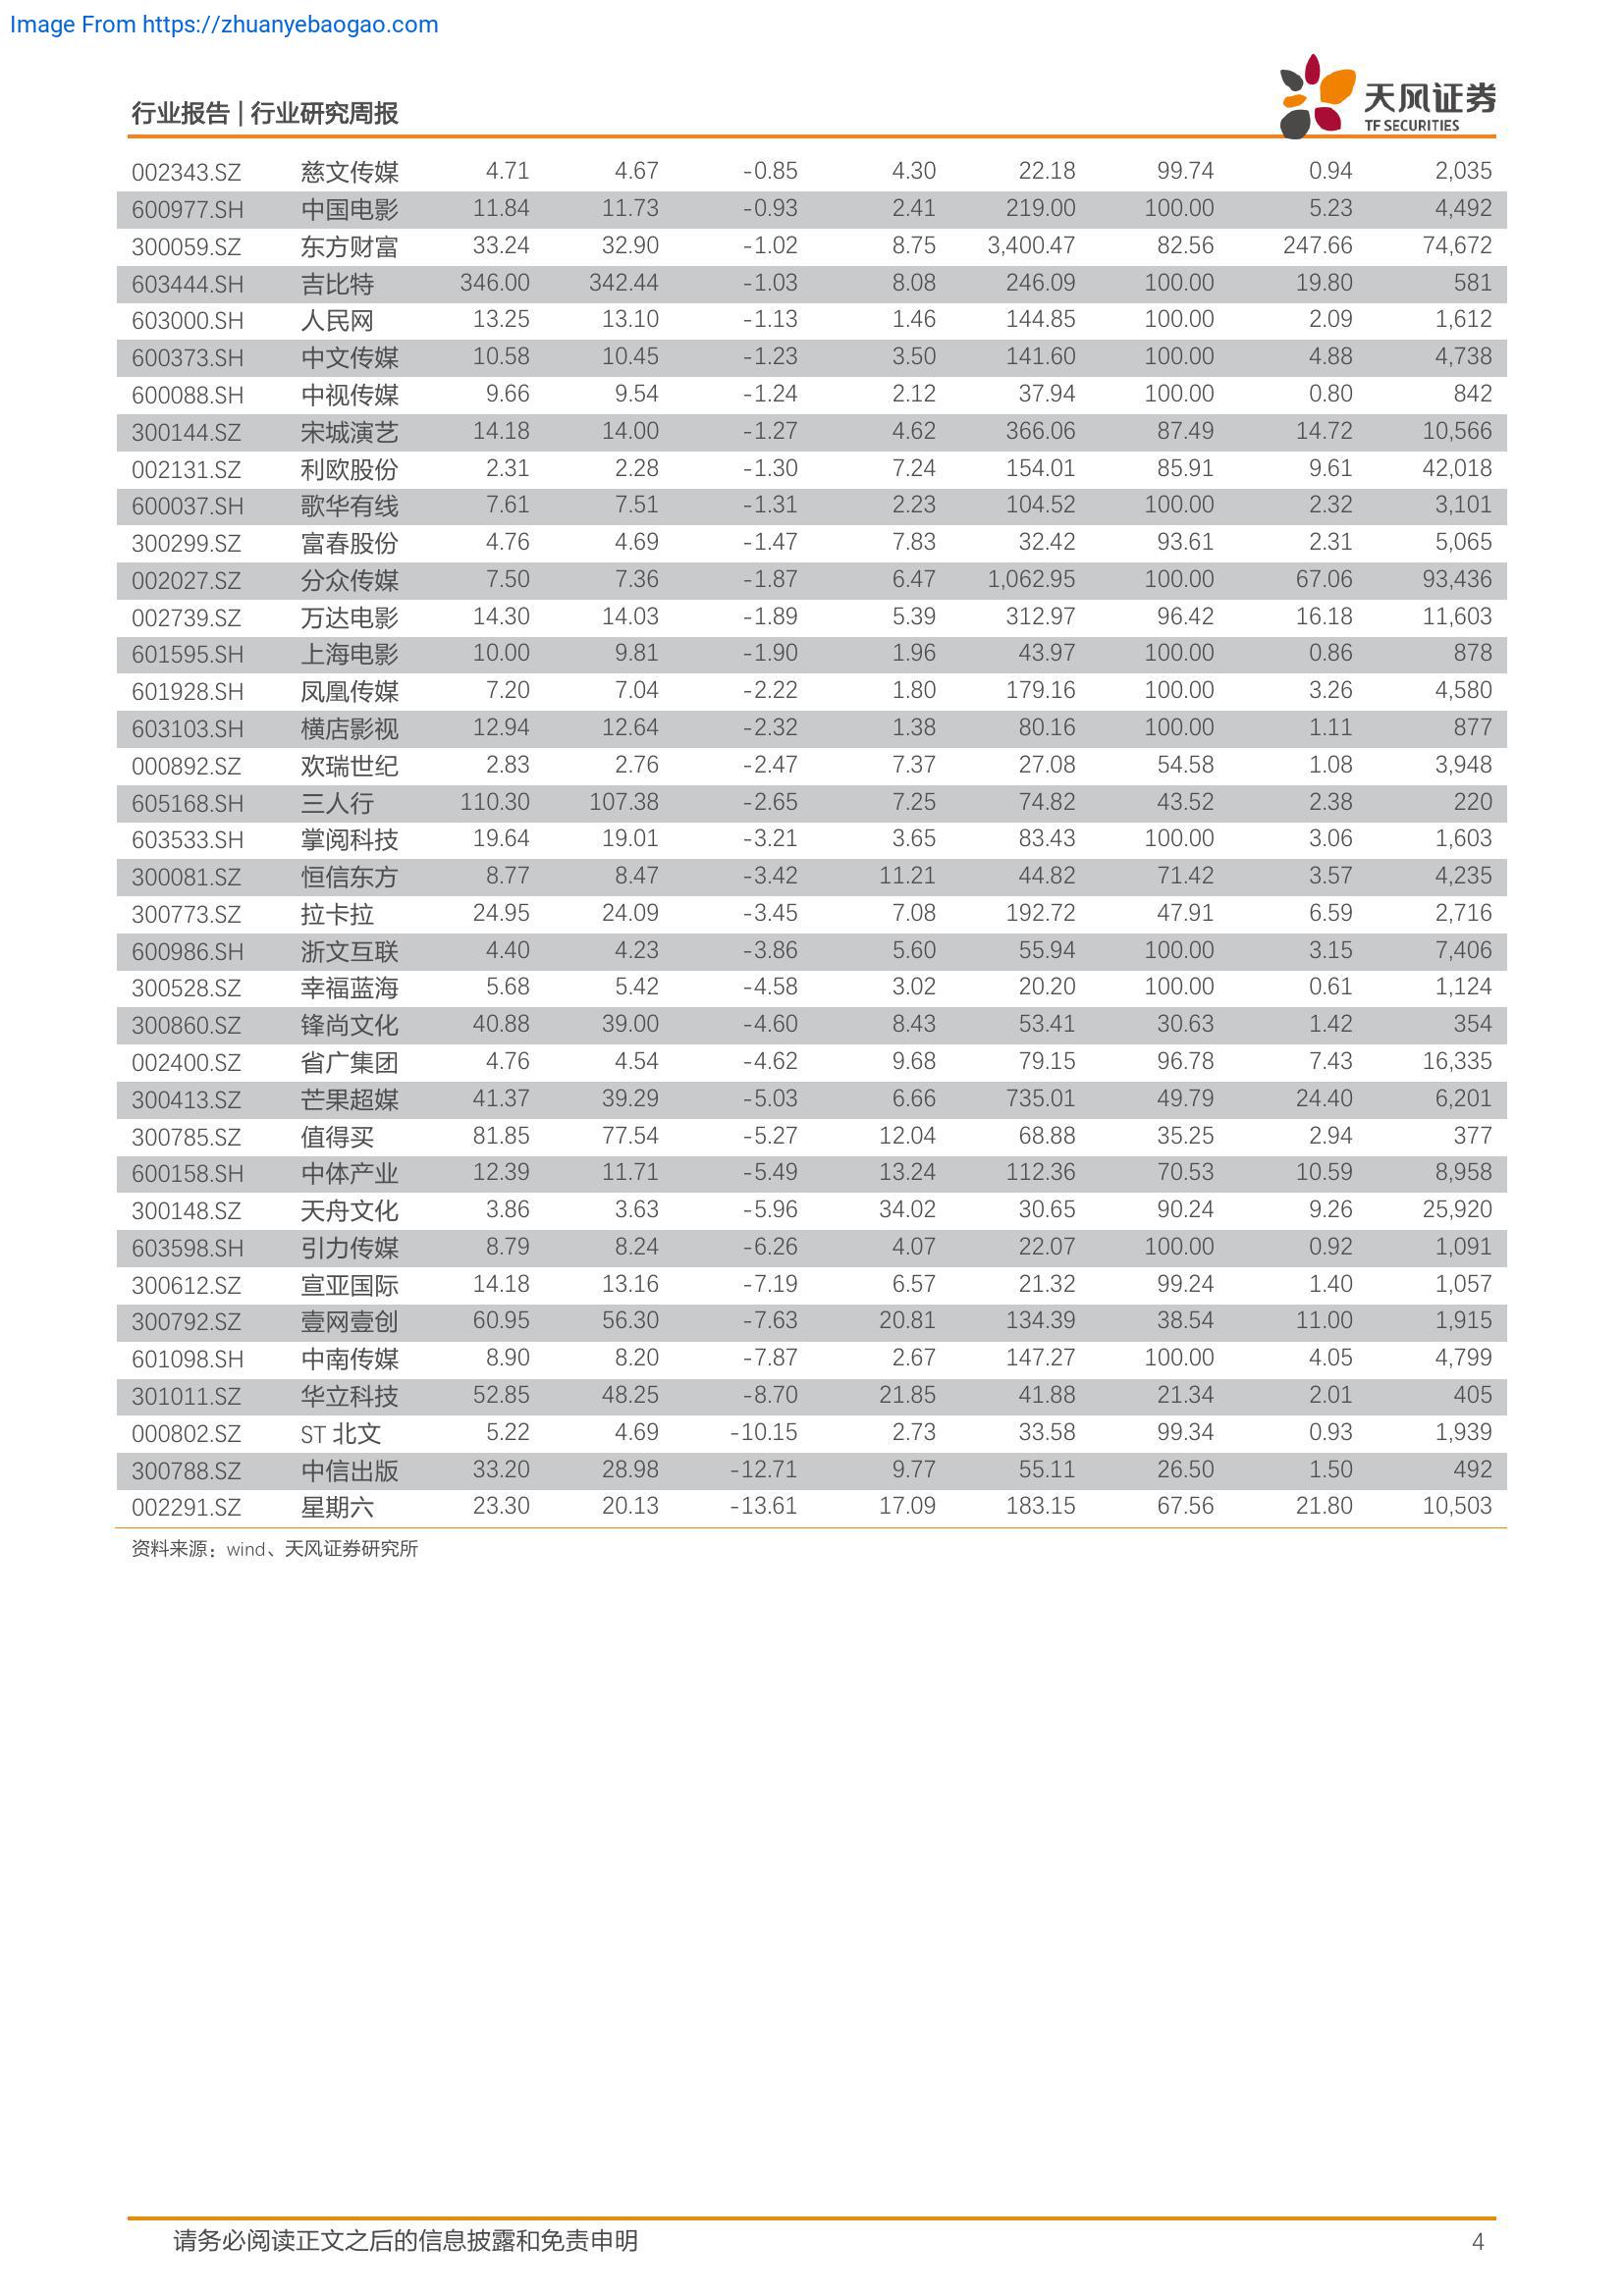 Image From https://zhuanyebaogao.com
天风证券
TF SECURITIES
行业报告 | 行业研究周报
002343.SZ 慈文传媒 4.71 4.67 -0.85 4.30 22.18 99.74 0.94 2,035
600977.SH 中国电影 11.84 11.73 -0.93 2.41 219.00 100.00 5.23 4,492
300059.SZ 东方财富 33.24 32.90 -1.02 8.75 3,400.47 82.56 247.66 74,672
603444.SH 吉比特 346.00 342.44 -1.03 8.08 246.09 100.00 19.80 581
603000.SH 人民网 13.25 13.10 -1.13 1.46 144.85 100.00 2.09 1,612
600373.SH 中文传媒 10.58 10.45 -1.23 3.50 141.60 100.00 4.88 4,738
600088.SH 中视传媒 9.66 9.54 -1.24 2.12 37.94 100.00 0.80 842
300144.SZ 宋城演艺 14.18 14.00 -1.27 4.62 366.06 87.49 14.72 10,566
002131.SZ 利欧股份 2.31 2.28 -1.30 7.24 154.01 85.91 9.61 42,018
600037.SH 歌华有线 7.61 7.51 -1.31 2.23 104.52 100.00 2.32 3,101
300299.SZ 富春股份 4.76 4.69 -1.47 7.83 32.42 93.61 2.31 5,065
002027.SZ 分众传媒 7.50 7.36 -1.87 6.47 1,062.95 100.00 67.06 93,436
002739.SZ 万达电影 14.30 14.03 -1.89 5.39 312.97 96.42 16.18 11,603
601595.SH 上海电影 10.00 9.81 -1.90 1.96 43.97 100.00 0.86 878
601928.SH 凤凰传媒 7.20 7.04 -2.22 1.80 179.16 100.00 3.26 4,580
603103.SH 横店影视 12.94 12.64 -2.32 1.38 80.16 100.00 1.11 877
000892.SZ 欢瑞世纪 2.83 2.76 -2.47 7.37 27.08 54.58 1.08 3,948
605168.SH 三人行 110.30 107.38 -2.65 7.25 74.82 43.52 2.38 220
603533.SH 掌阅科技 19.64 19.01 -3.21 3.65 83.43 100.00 3.06 1,603
300081.SZ 恒信东方 8.77 8.47 -3.42 11.21 44.82 71.42 3.57 4,235
300773.SZ 拉卡拉 24.95 24.09 -3.45 7.08 192.72 47.91 6.59 2,716
600986.SH 浙文互联 4.40 4.23 -3.86 5.60 55.94 100.00 3.15 7,406
300528.SZ 幸福蓝海 5.68 5.42 -4.58 3.02 20.20 100.00 0.61 1,124
300860.SZ 锋尚文化 40.88 39.00 -4.60 8.43 53.41 30.63 1.42 354
002400.SZ 省广集团 4.76 4.54 -4.62 9.68 79.15 96.78 7.43 16,335
300413.SZ 芒果超媒 41.37 39.29 -5.03 6.66 735.01 49.79 24.40 6,201
300785.SZ 值得买 81.85 77.54 -5.27 12.04 68.88 35.25 2.94 377
600158.SH 中体产业 12.39 11.71 -5.49 13.24 112.36 70.53 10.59 8,958
300148.SZ 天舟文化 3.86 3.63 -5.96 34.02 30.65 90.24 9.26 25,920
603598.SH 引力传媒 8.79 8.24 -6.26 4.07 22.07 100.00 0.92 1,091
300612.SZ 宣亚国际 14.18 13.16 -7.19 6.57 21.32 99.24 1.40 1,057
300792.SZ 壹网壹创 60.95 56.30 -7.63 20.81 134.39 38.54 11.00 1,915
601098.SH 中南传媒 8.90 8.20 -7.87 2.67 147.27 100.00 4.05 4,799
301011.SZ 华立科技 52.85 48.25 -8.70 21.85 41.88 21.34 2.01 405
000802.SZ ST 北文 5.22 4.69 -10.15 2.73 33.58 99.34 0.93 1,939
300788.SZ 中信出版 33.20 28.98 -12.71 9.77 55.11 26.50 1.50 492
002291.SZ 星期六 23.30 20.13 -13.61 17.09 183.15 67.56 21.80 10,503
资料来源：wind、天风证券研究所
请务必阅读正文之后的信息披露和免责申明 4